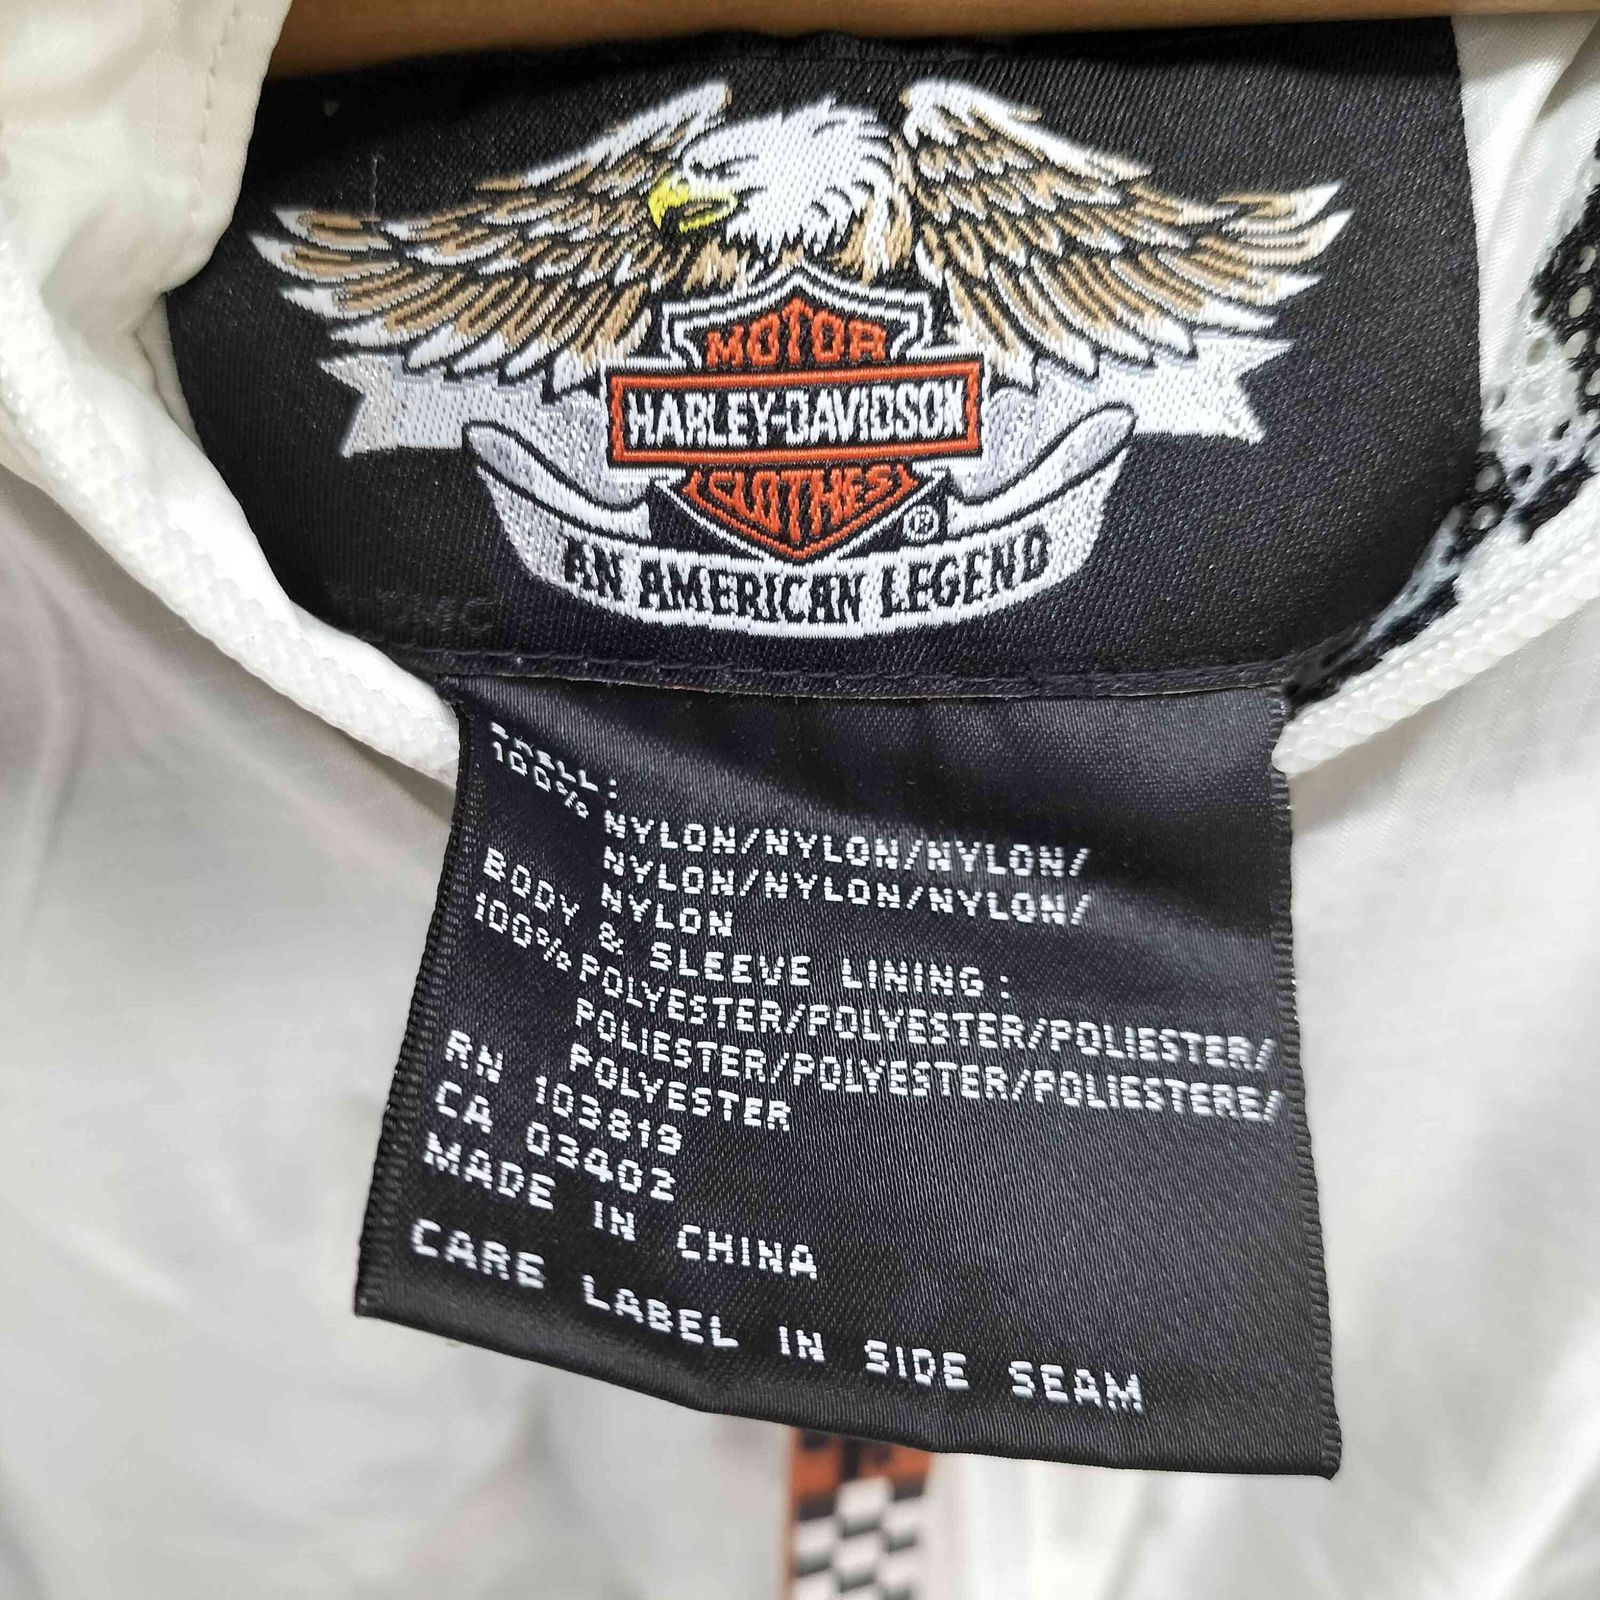 MOTOR
HARLEY-DAVIDSON
CLOTHES
®
AN AMERICAN LEGEND
SHELL:
100% NYLON/NYLON/NYLON/
NYLON/NYLON/NYLON/
NYLON
BODY & SLEEVE LINING:
100% POLYESTER/POLYESTER/POLIESTER/
POLIESTER/POLYESTER/POLIESTERE/
POLYESTER
RN 103819
CA 03402
MADE IN CHINA
CARE LABEL IN SIDE SEAM